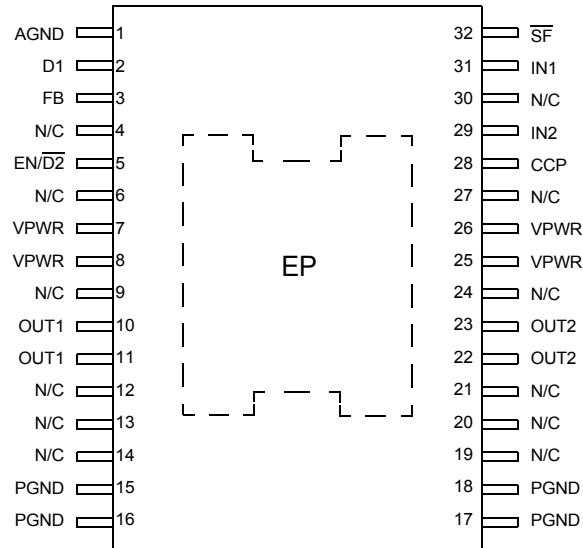 AGND 1 32 S̅F̅
D1 2 31 IN1
FB 3 30 N/C
N/C 4 29 IN2
EN/D̅2̅ 5 28 CCP
N/C 6 27 N/C
VPWR 7 26 VPWR
VPWR 8 25 VPWR
N/C 9 24 N/C
EP
OUT1 10 23 OUT2
OUT1 11 22 OUT2
N/C 12 21 N/C
N/C 13 20 N/C
N/C 14 19 N/C
PGND 15 18 PGND
PGND 16 17 PGND